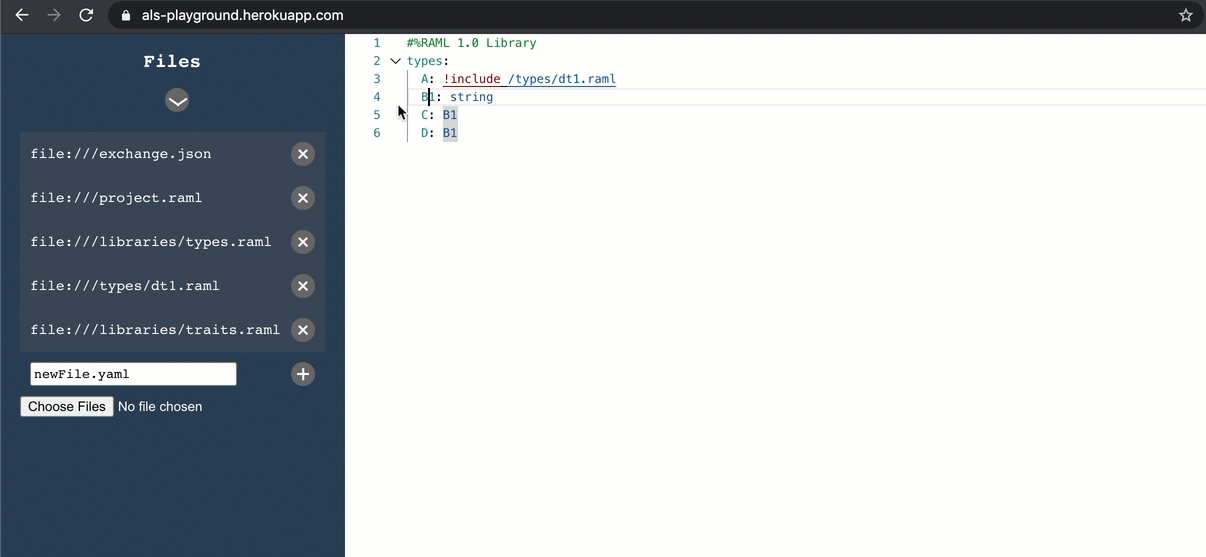 als-playground.herokuapp.com
Files
file:///exchange.json
file:///project.raml
file:///libraries/types.raml
file:///types/dt1.raml
file:///libraries/traits.raml
newFile.yaml
Choose Files No file chosen
1 #%RAML 1.0 Library
2 types:
3 A: !include /types/dt1.raml
4 B1: string
5 C: B1
6 D: B1